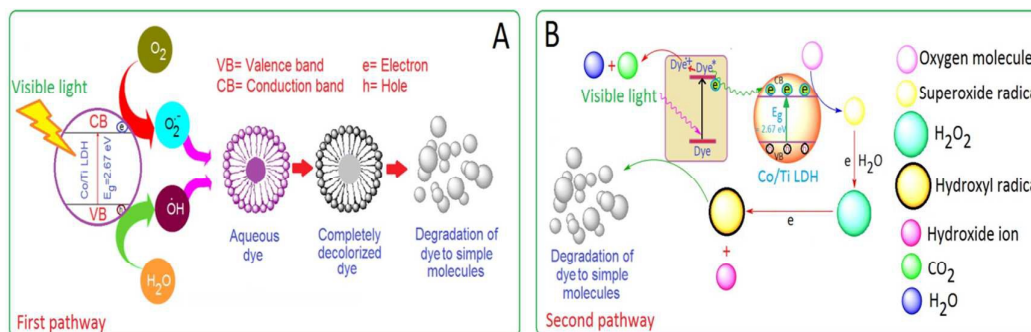 A
O2
VB= Valence band
e= Electron
CB= Conduction band
h= Hole
Visible light
CB
e
O2·-
Co/Ti LDH
Eg=2.67 eV
VB
h
·OH
H2O
Aqueous
dye
Completely
decolorized
dye
Degradation of
dye to simple
molecules
First pathway
B
Visible light
+
Dye+
Dye*
e
Dye
CB
e e e
Eg
2.67 eV
VB
Co/Ti LDH
e
H2O
e
+
Degradation of
dye to simple
molecules
Second pathway
Oxygen molecule
Superoxide radica
H2O2
Hydroxyl radica
Hydroxide ion
CO2
H2O